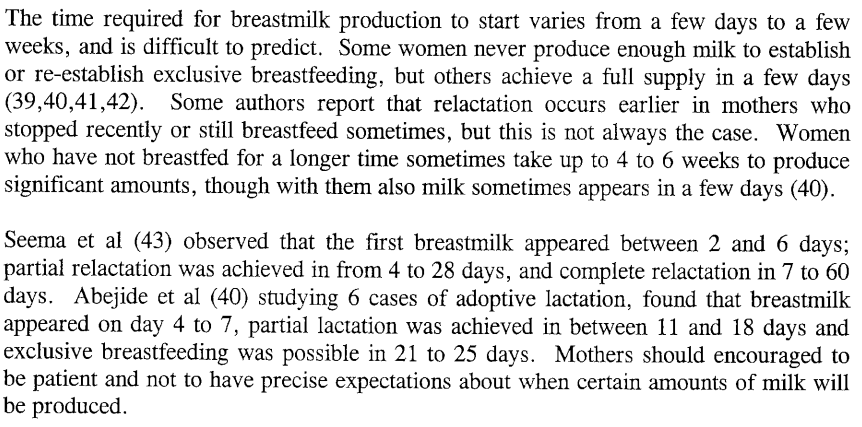 The time required for breastmilk production to start varies from a few days to a few
weeks, and is difficult to predict. Some women never produce enough milk to establish
or re-establish exclusive breastfeeding, but others achieve a full supply in a few days
(39,40,41,42). Some authors report that relactation occurs earlier in mothers who
stopped recently or still breastfeed sometimes, but this is not always the case. Women
who have not breastfed for a longer time sometimes take up to 4 to 6 weeks to produce
significant amounts, though with them also milk sometimes appears in a few days (40).
Seema et al (43) observed that the first breastmilk appeared between 2 and 6 days;
partial relactation was achieved in from 4 to 28 days, and complete relactation in 7 to 60
days. Abejide et al (40) studying 6 cases of adoptive lactation, found that breastmilk
appeared on day 4 to 7, partial lactation was achieved in between 11 and 18 days and
exclusive breastfeeding was possible in 21 to 25 days. Mothers should encouraged to
be patient and not to have precise expectations about when certain amounts of milk will
be produced.